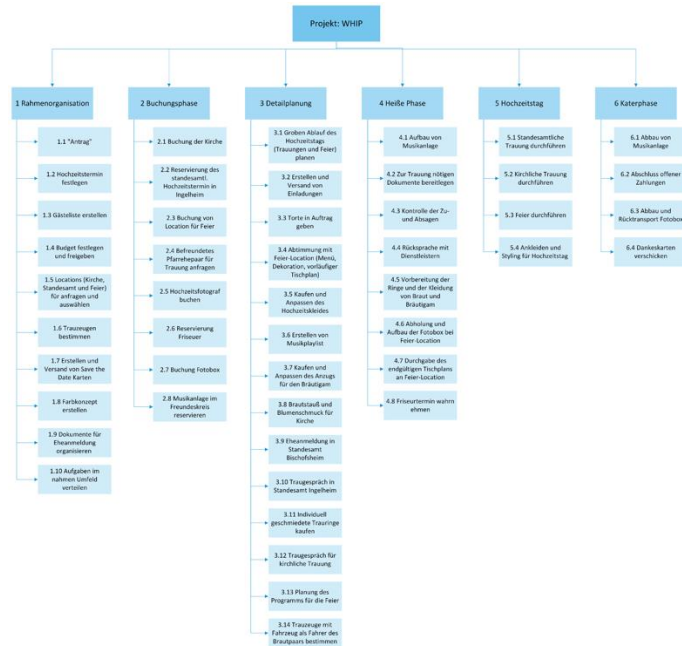 Projekt: WHIP
1 Rahmenorganisation
1.1 "Antrag"
1.2 Hochzeitstermin
festlegen
1.3 Gästeliste erstellen
1.4 Budget festlegen und
freigeben
1.5 Locations (Kirche,
Standesamt und Feier)
für anfragen und
auswählen
1.6 Trauzeugen
bestimmen
1.7 Erstellen und
Versand von Save the
Date Karten
1.8 Farbkonzept
erstellen
1.9 Dokumente für
Eheanmeldung
organisieren
1.10 Aufgaben im
nahmen Umfeld
verteilen
2 Buchungsphase
2.1 Buchung der Kirche
2.2 Reservierung des
standesamtl.
Hochzeitstermin in
Ingelheim
2.3 Buchung von
Location für Feier
2.4 Befreundetes
Pfarrehepaar für
Trauung anfragen
2.5 Hochzeitsfotograf
buchen
2.6 Reservierung
Friseuer
2.7 Buchung Fotobox
2.8 Musikanlage im
Freundeskreis
reservieren
3 Detailplanung
3.1 Groben Ablauf des
Hochzeitstags
(Trauungen und Feier)
planen
3.2 Erstellen und
Versand von
Einladungen
3.3 Torte in Auftrag
geben
3.4 Abtimmung mit
Feier-Location (Menü,
Dekoration, vorläufiger
Tischplan)
3.5 Kaufen und
Anpassen des
Hochzeitskleides
3.6 Erstellen von
Musikplaylist
3.7 Kaufen und
Anpassen des Anzugs
für den Bräutigam
3.8 Brautstauß und
Blumenschmuck für
Kirche
3.9 Eheanmeldung in
Standesamt
Bischofsheim
3.10 Traugespräch in
Standesamt Ingelheim
3.11 Individuell
geschmiedete Trauringe
kaufen
3.12 Traugespräch für
kirchliche Trauung
3.13 Planung des
Programms für die Feier
3.14 Trauzeuge mit
Fahrzeug als Fahrer des
Brautpaars bestimmen
4 Heiße Phase
4.1 Aufbau von
Musikanlage
4.2 Zur Trauung nötigen
Dokumente bereitlegen
4.3 Kontrolle der Zu-
und Absagen
4.4 Rücksprache mit
Dienstleistern
4.5 Vorbereitung der
Ringe und der Kleidung
von Braut und
Bräutigam
4.6 Abholung und
Aufbau der Fotobox bei
Feier-Location
4.7 Durchgabe des
endgültigen Tischplans
an Feier-Location
4.8 Friseurtermin wahrn
ehmen
5 Hochzeitstag
5.1 Standesamtliche
Trauung durchführen
5.2 Kirchliche Trauung
durchführen
5.3 Feier durchführen
5.4 Ankleiden und
Styling für Hochzeitstag
6 Katerphase
6.1 Abbau von
Musikanlage
6.2 Abschluss offener
Zahlungen
6.3 Abbau und
Rücktransport Fotobox
6.4 Dankeskarten
verschicken